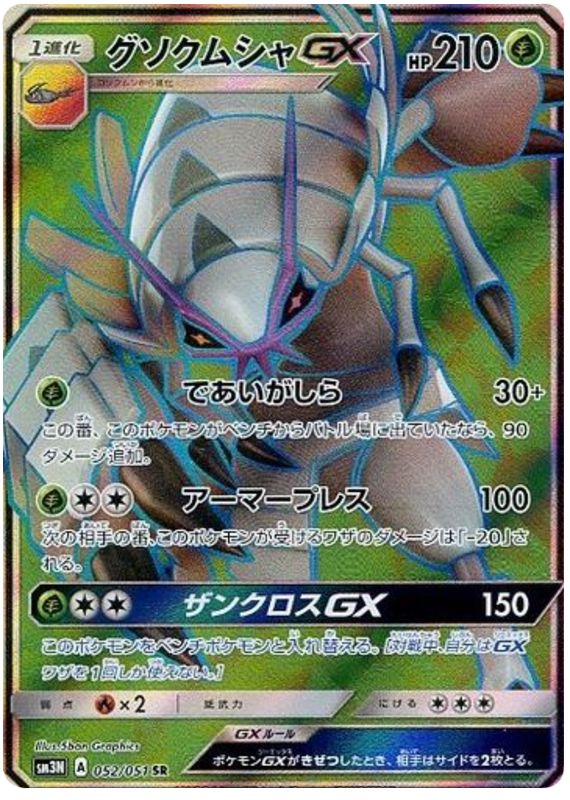 1進化 グソクムシャGX HP210
コソクムシから進化
であいがしら 30+
この番、このポケモンがベンチからバトル場に出ていたなら、90
ダメージ追加。
アーマープレス 100
次の相手の番、このポケモンが受けるワザのダメージは「-20」さ
れる。
ザンクロスGX 150
このポケモンをベンチポケモンと入れ替える。[対戦中、自分はGX
ワザを1回しか使えない。]
弱点 ×2 抵抗力 にげる
Illus.5ban Graphics
GXルール
SM3N A 052/051 SR
ポケモンGXがきぜつしたとき、相手はサイドを2枚とる。